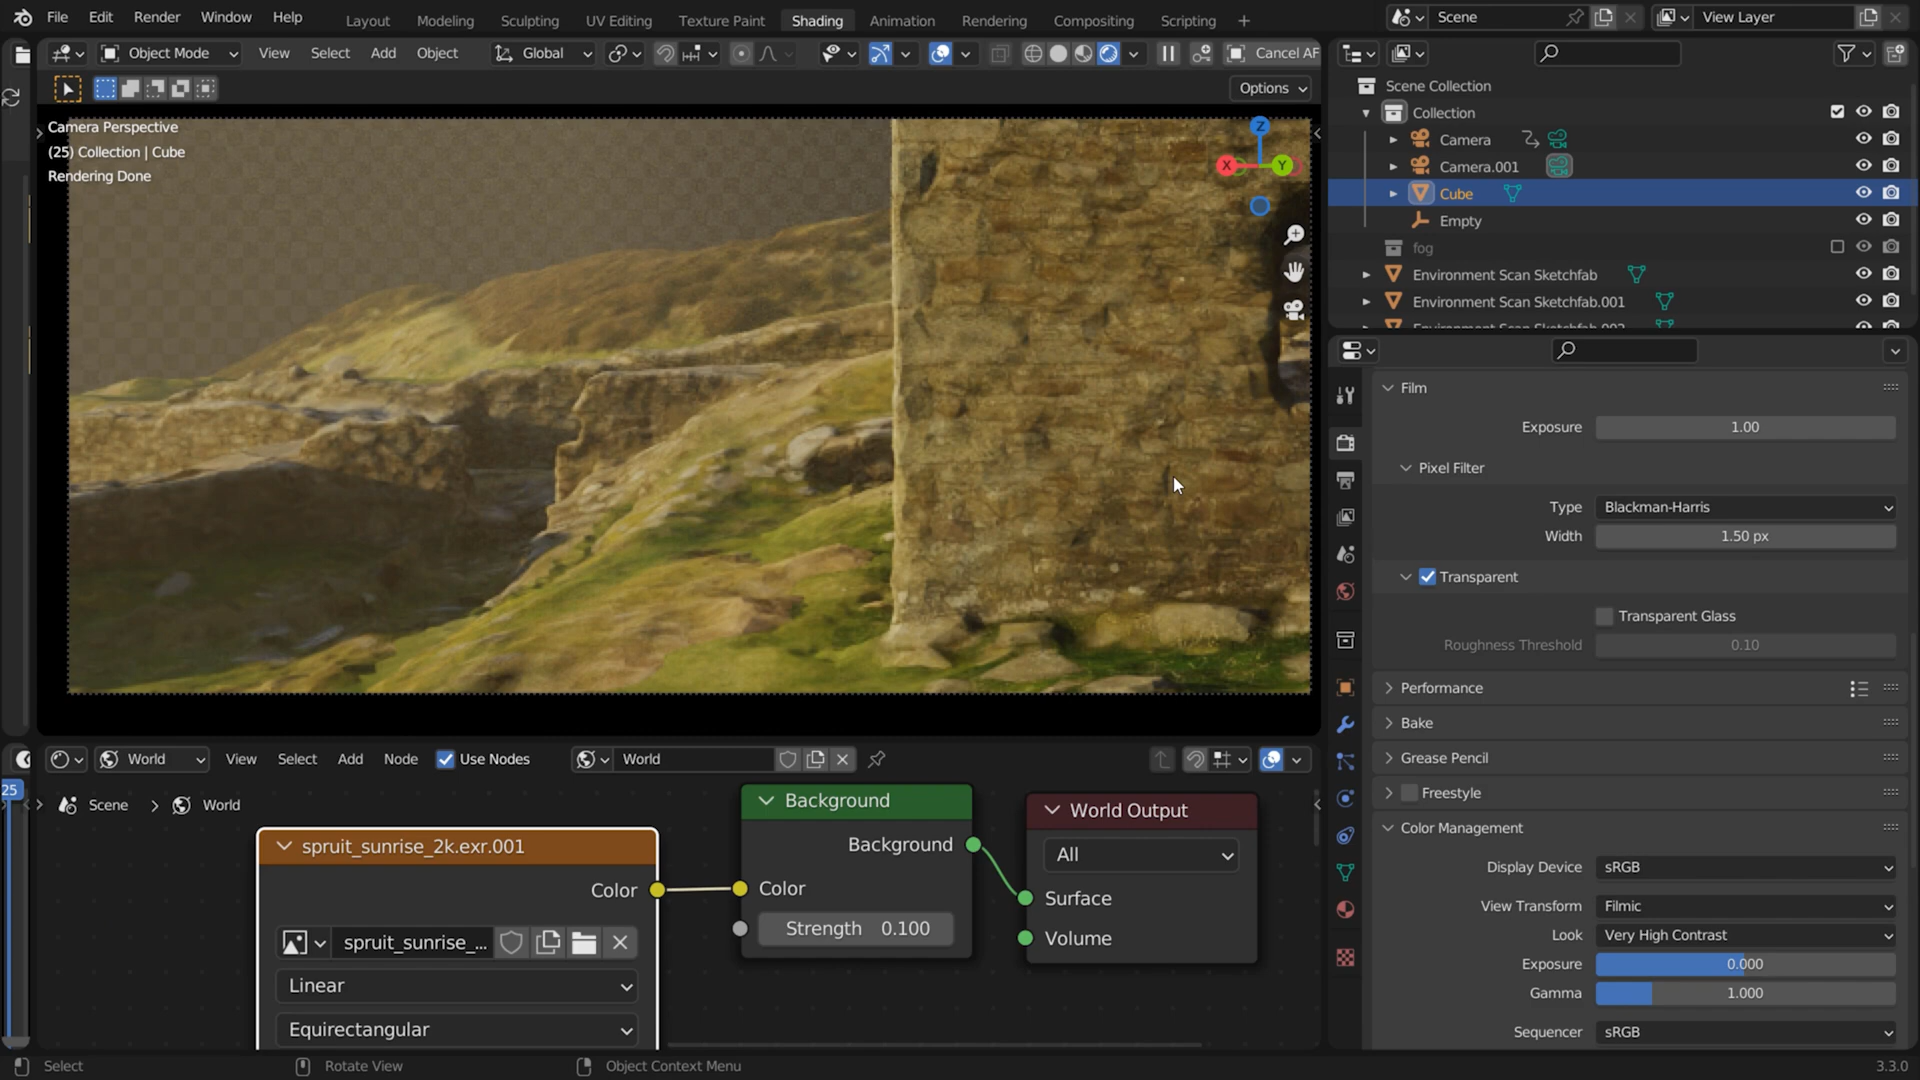 File Edit Render Window Help Layout Modeling Sculpting UV Editing Texture Paint Shading Animation Rendering Compositing Scripting + Scene View Layer
Object Mode View Select Add Object Global Cancel AF
Options
Camera Perspective
(25) Collection | Cube
Rendering Done
Z
X Y
Scene Collection
Collection
Camera
Camera.001
Cube
Empty
fog
Environment Scan Sketchfab
Environment Scan Sketchfab.001
Film
Exposure 1.00
Pixel Filter
Type Blackman-Harris
Width 1.50 px
Transparent
Transparent Glass
Roughness Threshold 0.10
Performance
Bake
Grease Pencil
Freestyle
Color Management
Display Device sRGB
View Transform Filmic
Look Very High Contrast
Exposure 0.000
Gamma 1.000
Sequencer sRGB
World View Select Add Node Use Nodes World
25
Scene > World
spruit_sunrise_2k.exr.001
Color
spruit_sunrise_...
Linear
Equirectangular
Background
Background
Color
Strength 0.100
World Output
All
Surface
Volume
Select Rotate View Object Context Menu 3.3.0